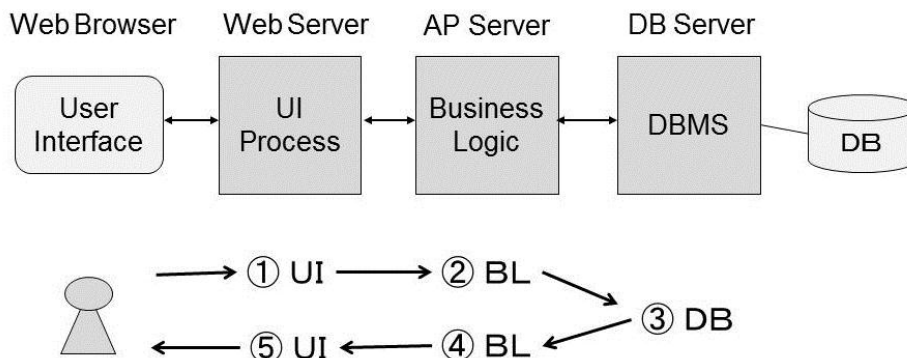 Web Browser
Web Server
AP Server
DB Server
User
Interface
UI
Process
Business
Logic
DBMS
DB
① UI
② BL
③ DB
④ BL
⑤ UI